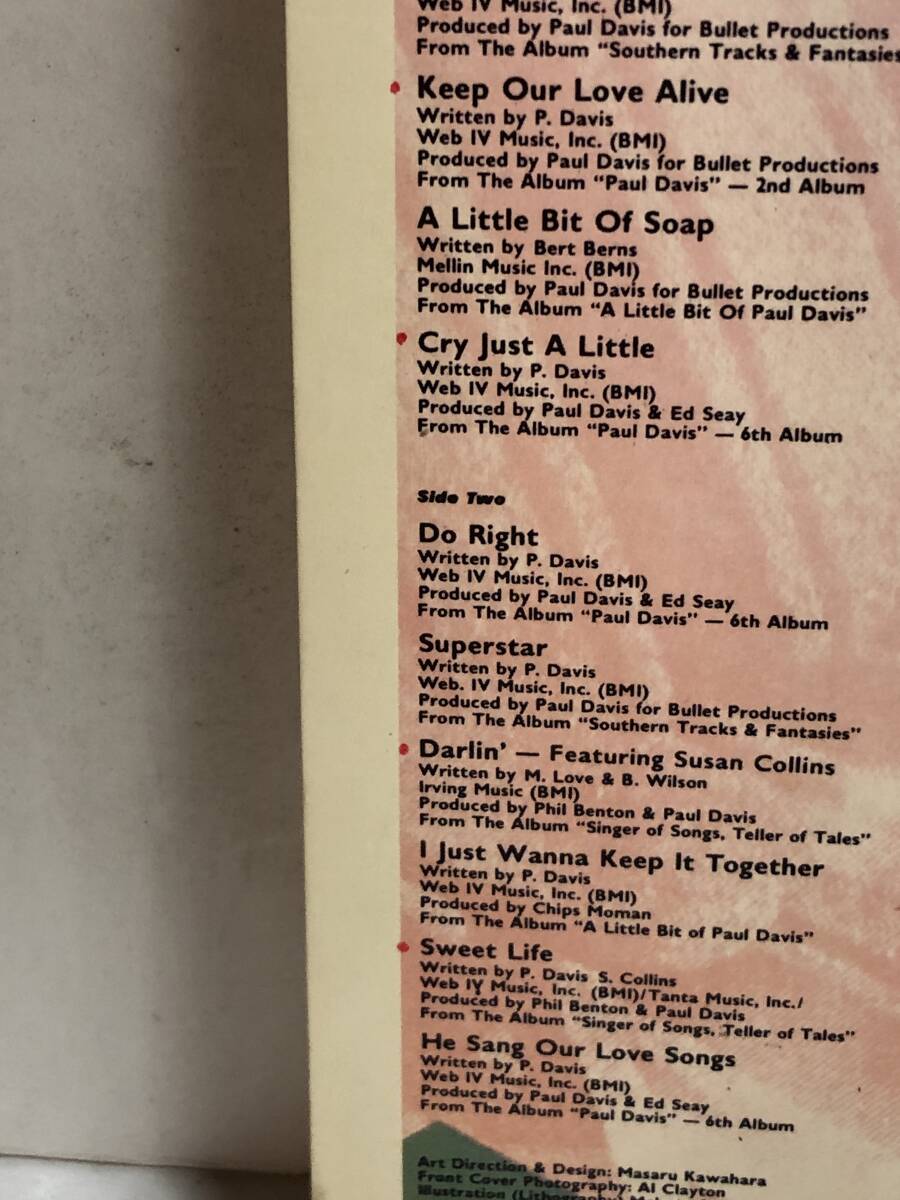 Web IV Music, Inc. (BMI)
Produced by Paul Davis for Bullet Productions
From The Album “Southern Tracks & Fantasies
Keep Our Love Alive
Written by P. Davis
Web IV Music, Inc. (BMI)
Produced by Paul Davis for Bullet Productions
From The Album “Paul Davis” — 2nd Album
A Little Bit Of Soap
Written by Bert Berns
Mellin Music Inc. (BMI)
Produced by Paul Davis for Bullet Productions
From The Album “A Little Bit Of Paul Davis”
Cry Just A Little
Written by P. Davis
Web IV Music, Inc. (BMI)
Produced by Paul Davis & Ed Seay
From The Album “Paul Davis” — 6th Album
Side Two
Do Right
Written by P. Davis
Web IV Music, Inc. (BMI)
Produced by Paul Davis & Ed Seay
From The Album “Paul Davis” — 6th Album
Superstar
Written by P. Davis
Web. IV Music, Inc. (BMI)
Produced by Paul Davis for Bullet Productions
From The Album “Southern Tracks & Fantasies”
Darlin’ — Featuring Susan Collins
Written by M. Love & B. Wilson
Irving Music (BMI)
Produced by Phil Benton & Paul Davis
From The Album “Singer of Songs, Teller of Tales”
I Just Wanna Keep It Together
Written by P. Davis
Web IV Music, Inc. (BMI)
Produced by Chips Moman
From The Album “A Little Bit of Paul Davis”
Sweet Life
Written by P. Davis S. Collins
Web IV Music, Inc. (BMI)/Tanta Music, Inc./
Produced by Phil Benton & Paul Davis
From The Album “Singer of Songs, Teller of Tales”
He Sang Our Love Songs
Written by P. Davis
Web IV Music, Inc. (BMI)
Produced by Paul Davis & Ed Seay
From The Album “Paul Davis” — 6th Album
Art Direction & Design: Masaru Kawahara
Front Cover Photography: Al Clayton
Illustration (Lithography)